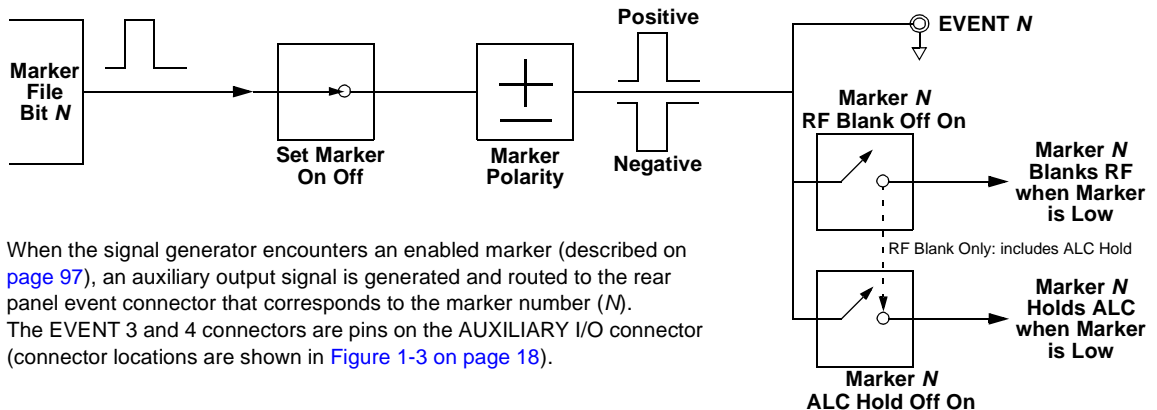 Positive
EVENT N
Marker
File
Bit N
Marker N
RF Blank Off On
Set Marker
On Off
Marker
Polarity
Negative
Marker N
Blanks RF
when Marker
is Low
RF Blank Only: includes ALC Hold
When the signal generator encounters an enabled marker (described on
page 97), an auxiliary output signal is generated and routed to the rear
panel event connector that corresponds to the marker number (N).
The EVENT 3 and 4 connectors are pins on the AUXILIARY I/O connector
(connector locations are shown in Figure 1-3 on page 18).
Marker N
Holds ALC
when Marker
is Low
Marker N
ALC Hold Off On